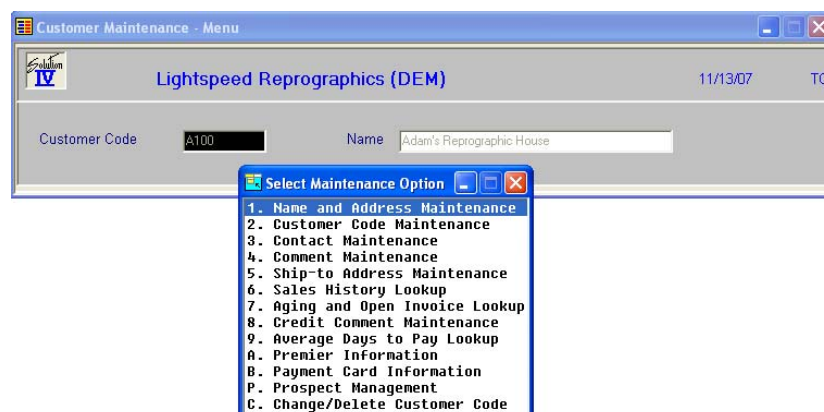 Customer Maintenance - Menu
Solution
IV
Lightspeed Reprographics (DEM) 11/13/07 TO
Customer Code A100 Name Adam's Reprographic House
Select Maintenance Option
1. Name and Address Maintenance
2. Customer Code Maintenance
3. Contact Maintenance
4. Comment Maintenance
5. Ship-to Address Maintenance
6. Sales History Lookup
7. Aging and Open Invoice Lookup
8. Credit Comment Maintenance
9. Average Days to Pay Lookup
A. Premier Information
B. Payment Card Information
P. Prospect Management
C. Change/Delete Customer Code